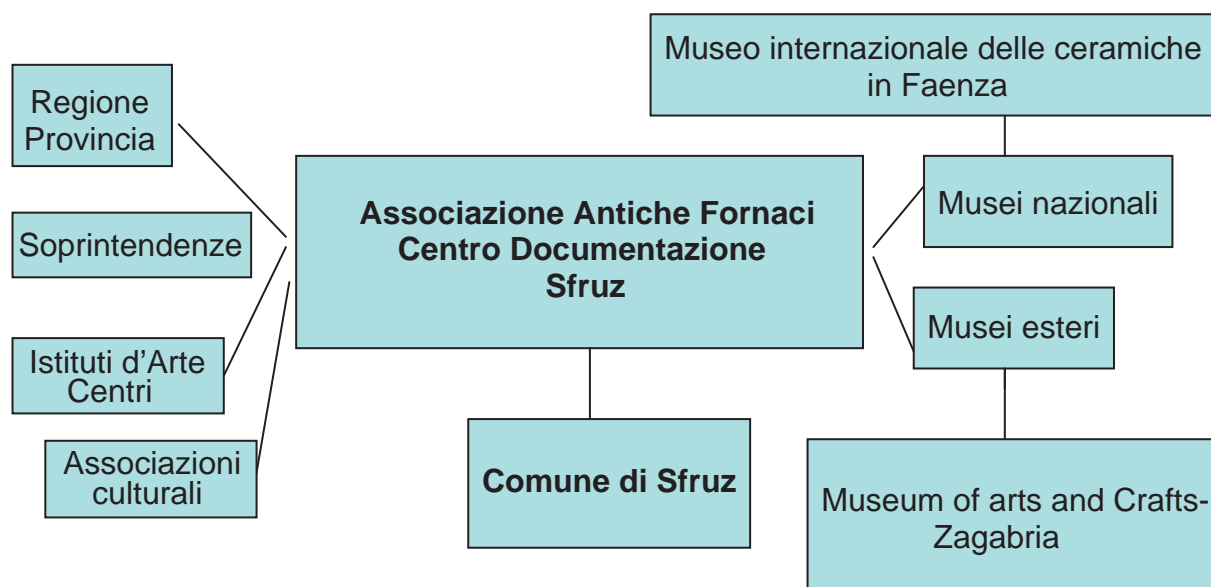 Museo internazionale delle ceramiche
in Faenza
Regione
Provincia
Associazione Antiche Fornaci
Centro Documentazione
Sfruz
Musei nazionali
Soprintendenze
Musei esteri
Istituti d’Arte
Centri
Associazioni
culturali
Comune di Sfruz
Museum of arts and Crafts-
Zagabria